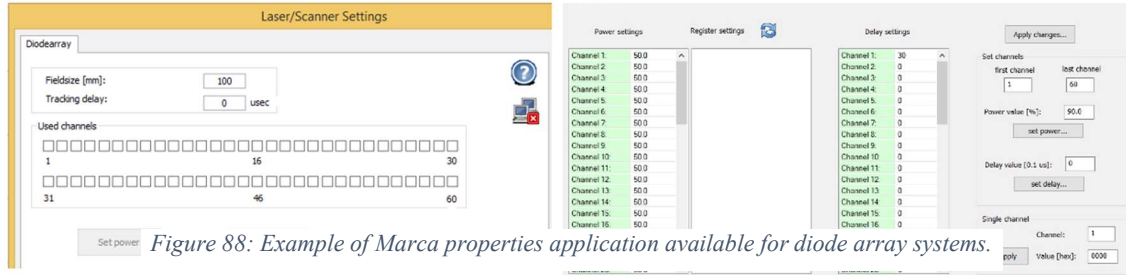 Laser/Scanner Settings
Diodearray
Fieldsize [mm]: 100
Tracking delay: 0 usec
Used channels
1 16 30
31 46 60
Set power
Power settings Register settings Delay settings
Channel 1: 50.0
Channel 2: 50.0
Channel 3: 50.0
Channel 4: 50.0
Channel 5: 50.0
Channel 6: 50.0
Channel 7: 50.0
Channel 8: 50.0
Channel 9: 50.0
Channel 10: 50.0
Channel 11: 50.0
Channel 12: 50.0
Channel 13: 50.0
Channel 14: 50.0
Channel 15: 50.0
Channel 16: 50.0
Channel 1: 30
Channel 2: 0
Channel 3: 0
Channel 4: 0
Channel 5: 0
Channel 6: 0
Channel 7: 0
Channel 8: 0
Channel 9: 0
Channel 10: 0
Channel 11: 0
Channel 12: 0
Channel 13: 0
Channel 14: 0
Channel 15: 0
Channel 16: 0
Apply changes...
Set channels
first channel last channel
1 60
Power value [%]: 90.0
set power...
Delay value [0.1 us]: 0
set delay...
Single channel
Channel: 1
Value [hex]: 0000
Figure 88: Example of Marca properties application available for diode array systems.